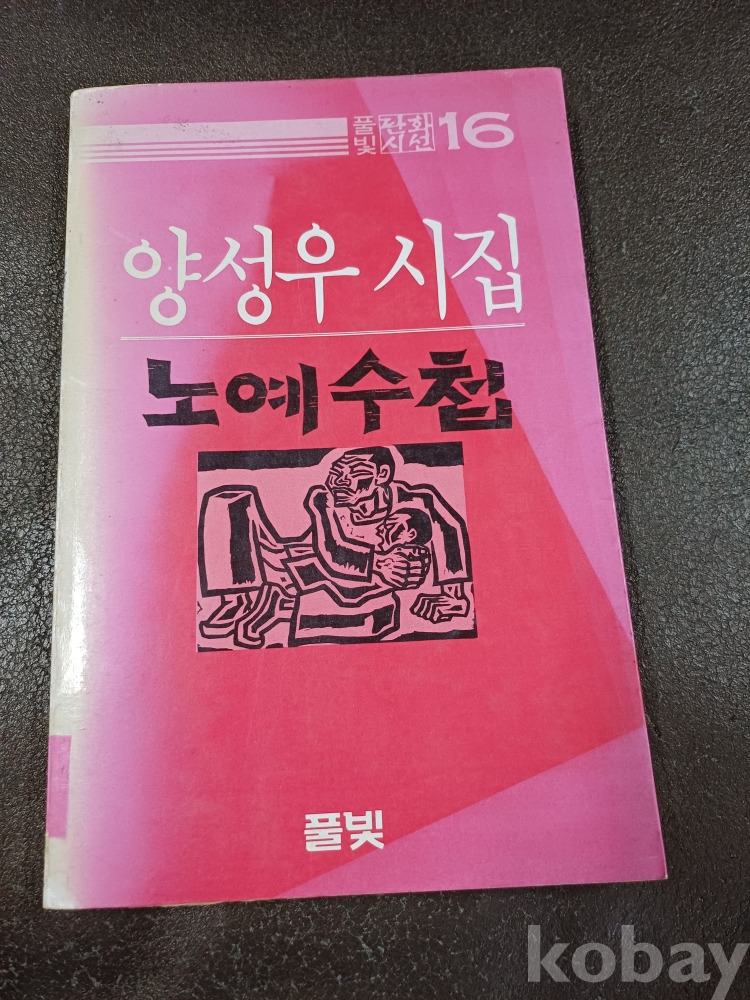 풀빛 판화시선 16
양성우 시집
노예수첩
풀빛
kobay